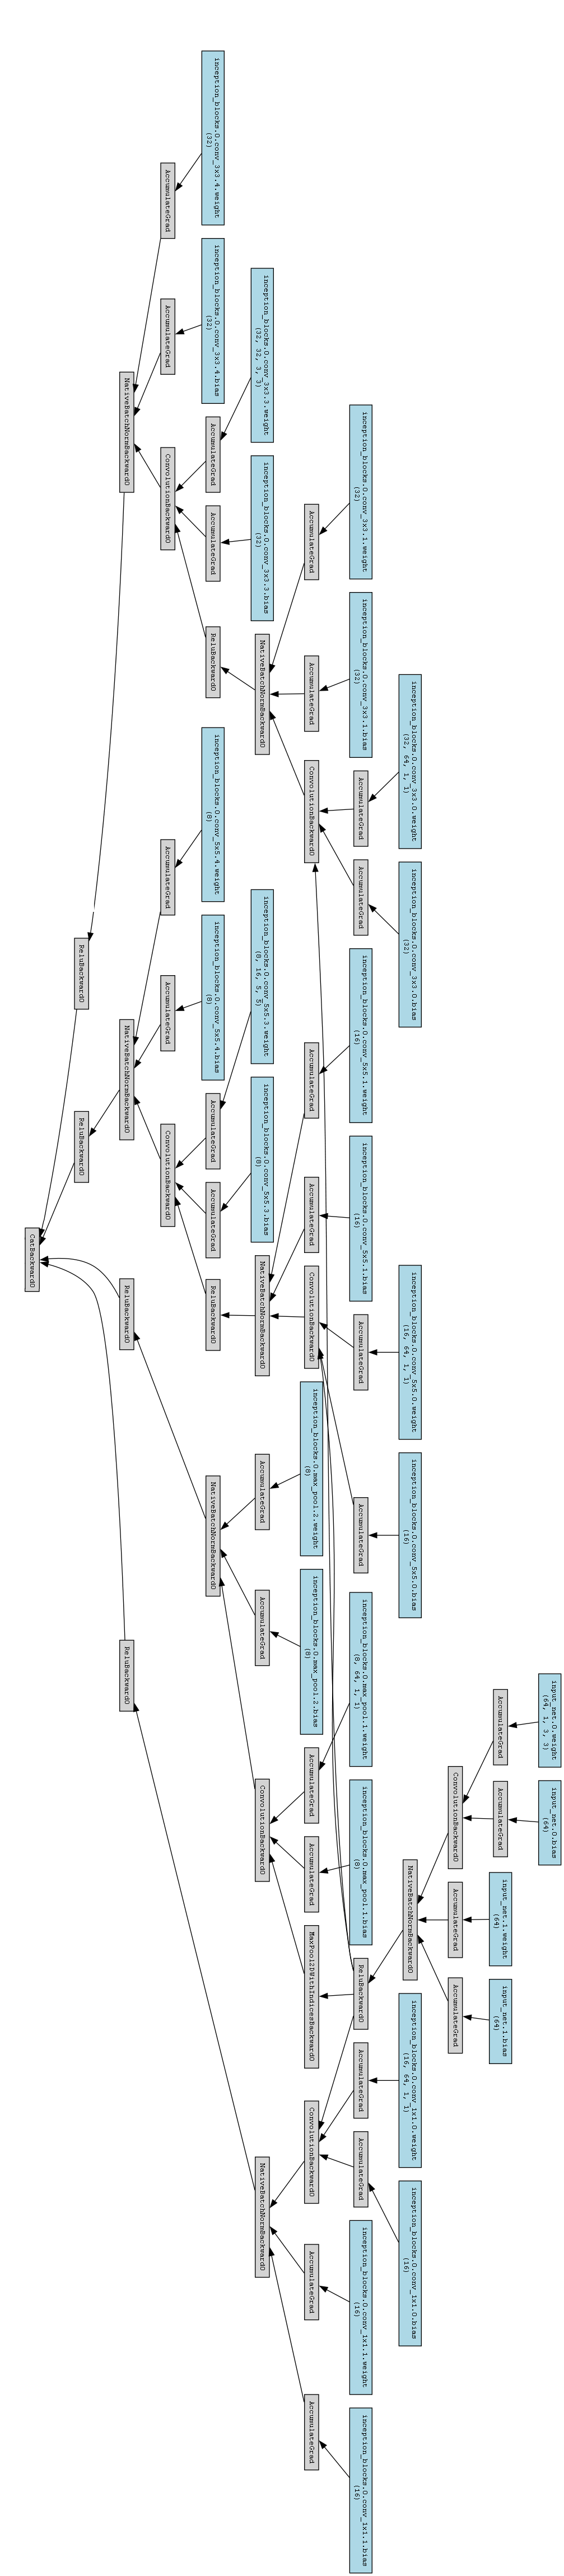 input_net.0.weight
(64, 1, 3, 3)
input_net.0.bias
(64)
AccumulateGrad
AccumulateGrad
input_net.1.weight
(64)
input_net.1.bias
(64)
ConvolutionBackward0
AccumulateGrad
AccumulateGrad
inception_blocks.0.conv_3x3.0.weight
(32, 64, 1, 1)
inception_blocks.0.conv_3x3.0.bias
(32)
inception_blocks.0.conv_5x5.0.weight
(16, 64, 1, 1)
inception_blocks.0.conv_5x5.0.bias
(16)
NativeBatchNormBackward0
inception_blocks.0.conv_1x1.0.weight
(16, 64, 1, 1)
inception_blocks.0.conv_1x1.0.bias
(16)
inception_blocks.0.conv_3x3.1.weight
(32)
inception_blocks.0.conv_3x3.1.bias
(32)
AccumulateGrad
AccumulateGrad
inception_blocks.0.conv_5x5.1.weight
(16)
inception_blocks.0.conv_5x5.1.bias
(16)
AccumulateGrad
AccumulateGrad
inception_blocks.0.max_pool.1.weight
(8, 64, 1, 1)
inception_blocks.0.max_pool.1.bias
(8)
ReluBackward0
AccumulateGrad
AccumulateGrad
inception_blocks.0.conv_1x1.1.weight
(16)
inception_blocks.0.conv_1x1.1.bias
(16)
AccumulateGrad
AccumulateGrad
ConvolutionBackward0
AccumulateGrad
AccumulateGrad
ConvolutionBackward0
inception_blocks.0.max_pool.2.weight
(8)
inception_blocks.0.max_pool.2.bias
(8)
AccumulateGrad
AccumulateGrad
MaxPool2DWithIndicesBackward0
ConvolutionBackward0
AccumulateGrad
AccumulateGrad
inception_blocks.0.conv_3x3.3.weight
(32, 32, 3, 3)
inception_blocks.0.conv_3x3.3.bias
(32)
NativeBatchNormBackward0
inception_blocks.0.conv_5x5.3.weight
(8, 16, 5, 5)
inception_blocks.0.conv_5x5.3.bias
(8)
NativeBatchNormBackward0
AccumulateGrad
AccumulateGrad
ConvolutionBackward0
NativeBatchNormBackward0
inception_blocks.0.conv_3x3.4.weight
(32)
inception_blocks.0.conv_3x3.4.bias
(32)
AccumulateGrad
AccumulateGrad
ReluBackward0
inception_blocks.0.conv_5x5.4.weight
(8)
inception_blocks.0.conv_5x5.4.bias
(8)
AccumulateGrad
AccumulateGrad
ReluBackward0
NativeBatchNormBackward0
AccumulateGrad
AccumulateGrad
ConvolutionBackward0
AccumulateGrad
AccumulateGrad
ConvolutionBackward0
NativeBatchNormBackward0
NativeBatchNormBackward0
ReluBackward0
ReluBackward0
ReluBackward0
ReluBackward0
CatBackward0